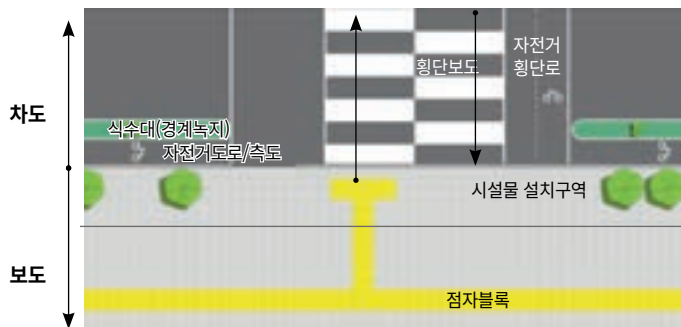 자전거
횡단로
횡단보도
차도
식수대(경계녹지)
자전거도로/측도
시설물 설치구역
보도
점자블록